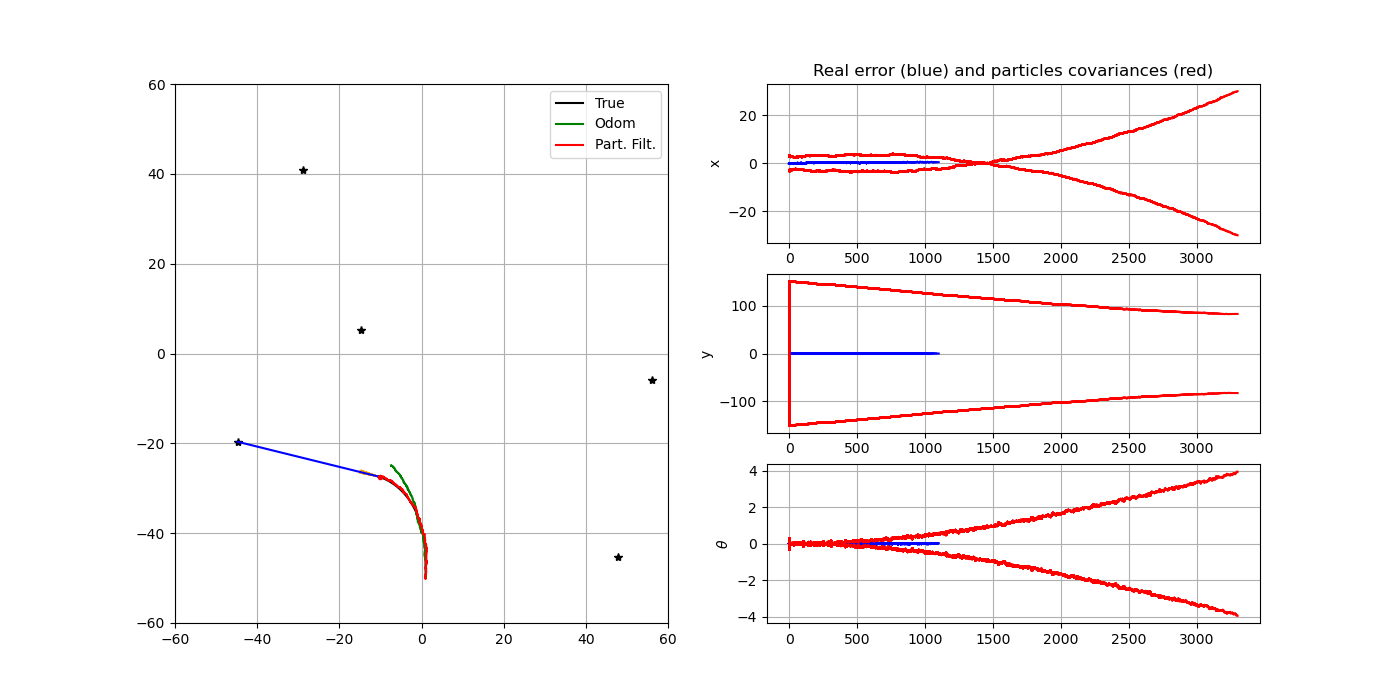 60
40
20
0
−20
−40
−60
−60 −40 −20 0 20 40 60
True
Odom
Part. Filt.
Real error (blue) and particles covariances (red)
x
20
0
−20
0 500 1000 1500 2000 2500 3000
y
100
0
−100
0 500 1000 1500 2000 2500 3000
θ
4
2
0
−2
−4
0 500 1000 1500 2000 2500 3000